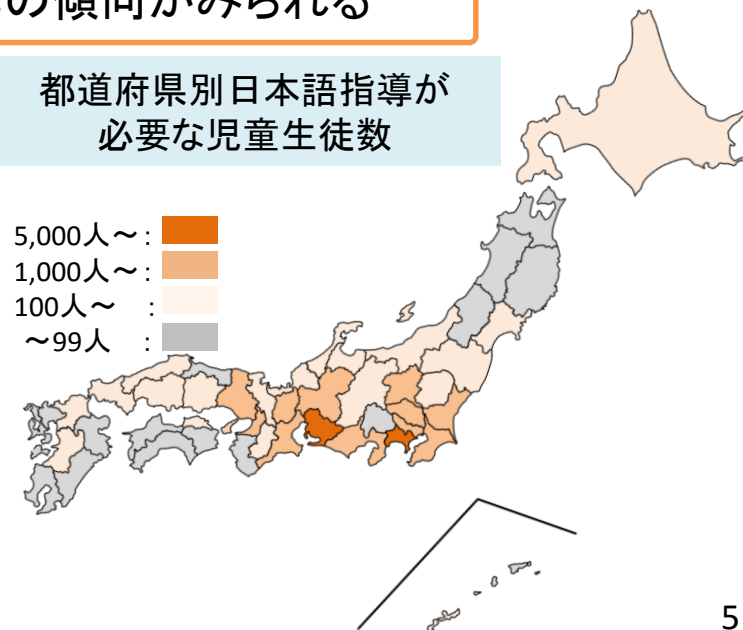 の傾向がみられる
都道府県別日本語指導が
必要な児童生徒数
5,000人～:
1,000人～:
100人～ :
～99人 :
5